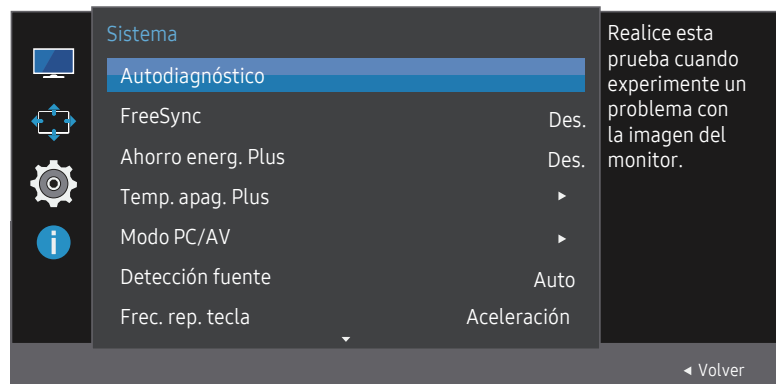 Sistema
Autodiagnóstico
FreeSync Des.
Ahorro energ. Plus Des.
Temp. apag. Plus ►
Modo PC/AV ►
Detección fuente Auto
Frec. rep. tecla Aceleración
Realice esta
prueba cuando
experimente un
problema con
la imagen del
monitor.
◄ Volver